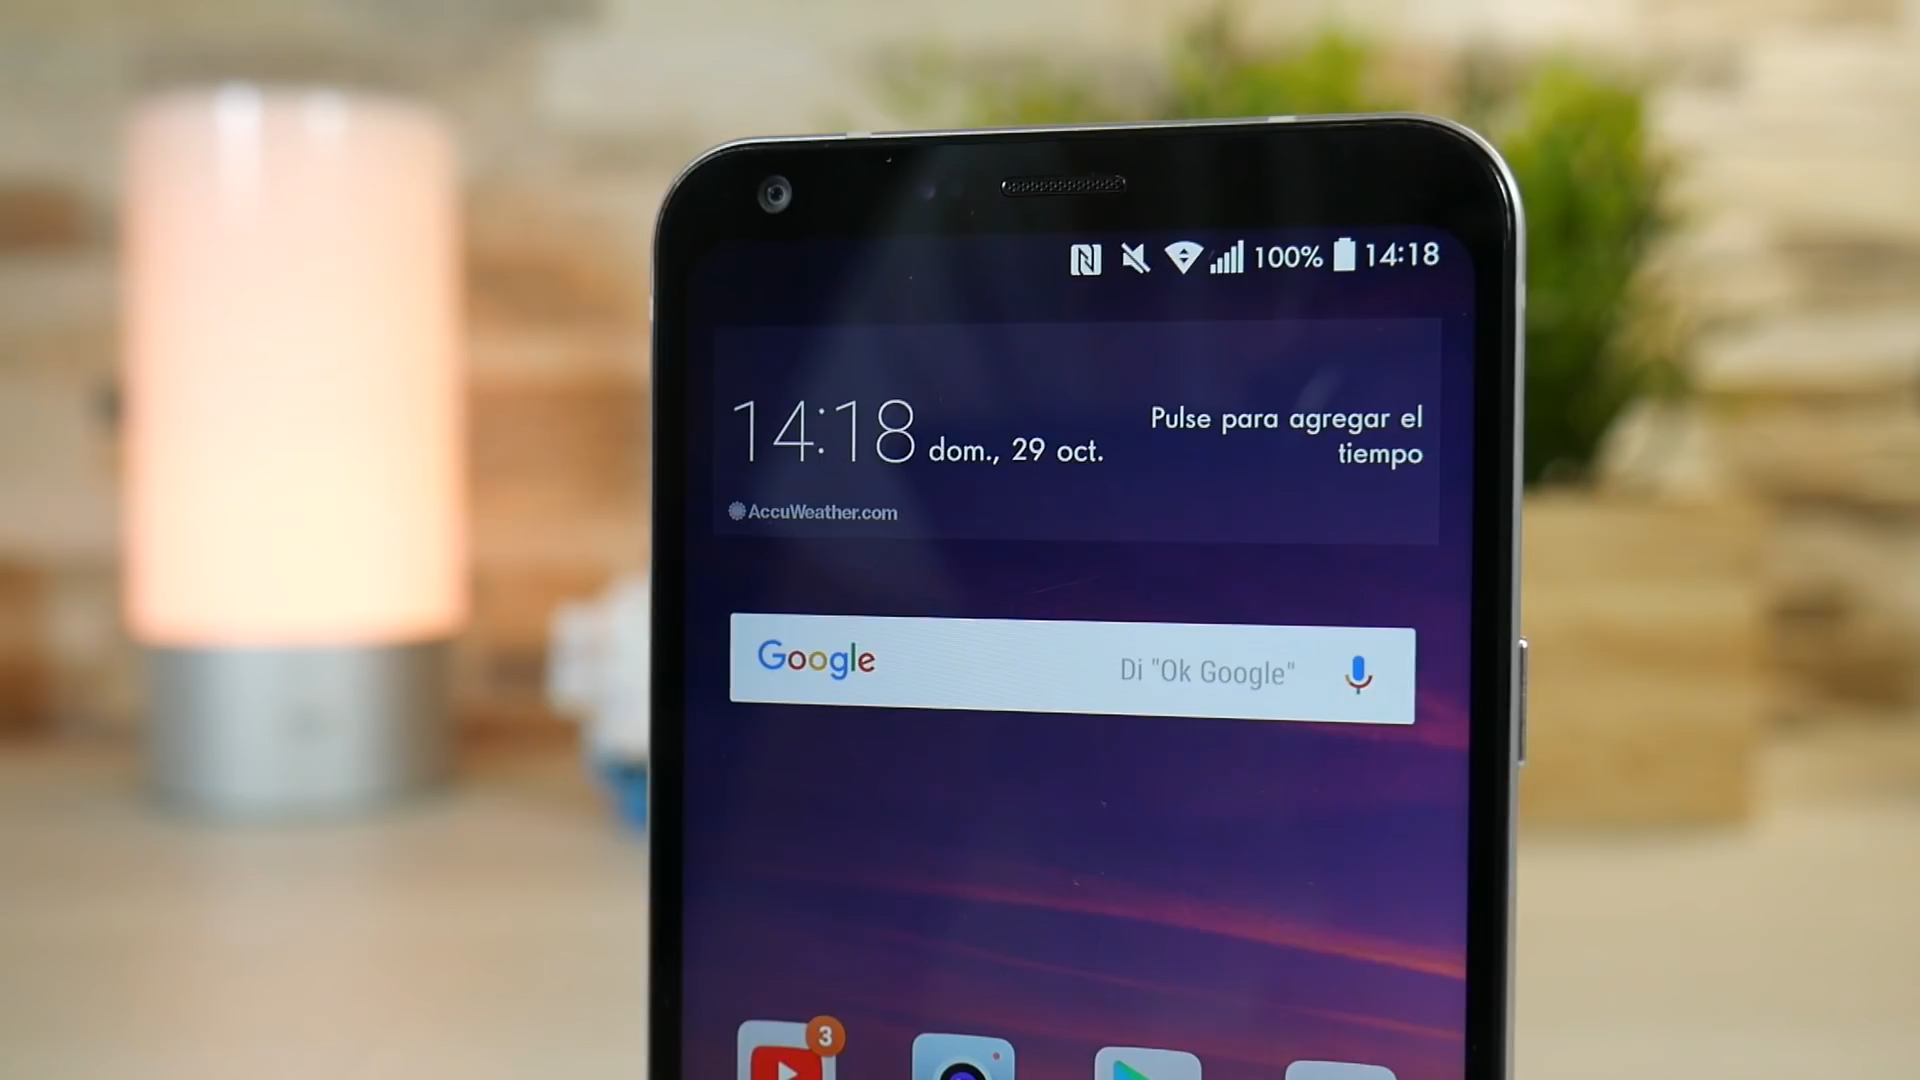 100% 14:18
14:18 dom., 29 oct.
Pulse para agregar el
tiempo
AccuWeather.com
Google Di "Ok Google"
3